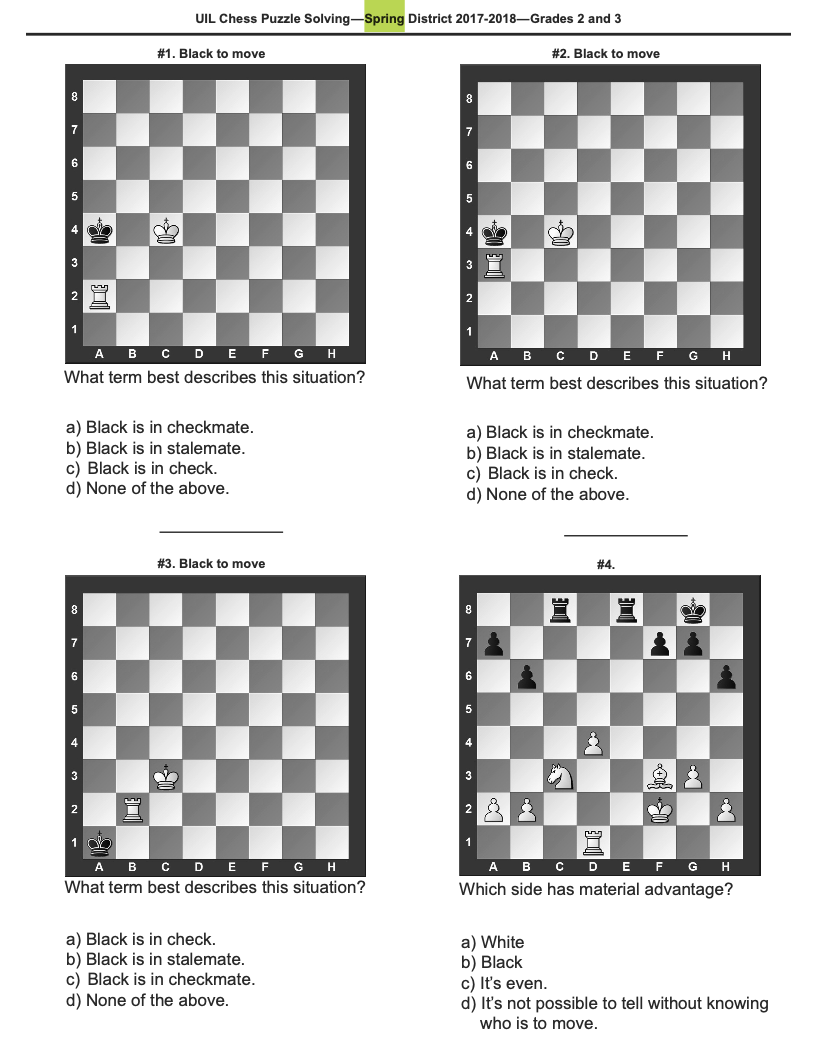 UIL Chess Puzzle Solving—Spring District 2017-2018—Grades 2 and 3
#1. Black to move
8
7
6
5
4
3
2
1
A B C D E F G H
What term best describes this situation?
a) Black is in checkmate.
b) Black is in stalemate.
c) Black is in check.
d) None of the above.
#2. Black to move
8
7
6
5
4
3
2
1
A B C D E F G H
What term best describes this situation?
a) Black is in checkmate.
b) Black is in stalemate.
c) Black is in check.
d) None of the above.
#3. Black to move
8
7
6
5
4
3
2
1
A B C D E F G H
What term best describes this situation?
a) Black is in check.
b) Black is in stalemate.
c) Black is in checkmate.
d) None of the above.
#4.
8
7
6
5
4
3
2
1
A B C D E F G H
Which side has material advantage?
a) White
b) Black
c) It’s even.
d) It’s not possible to tell without knowing
who is to move.